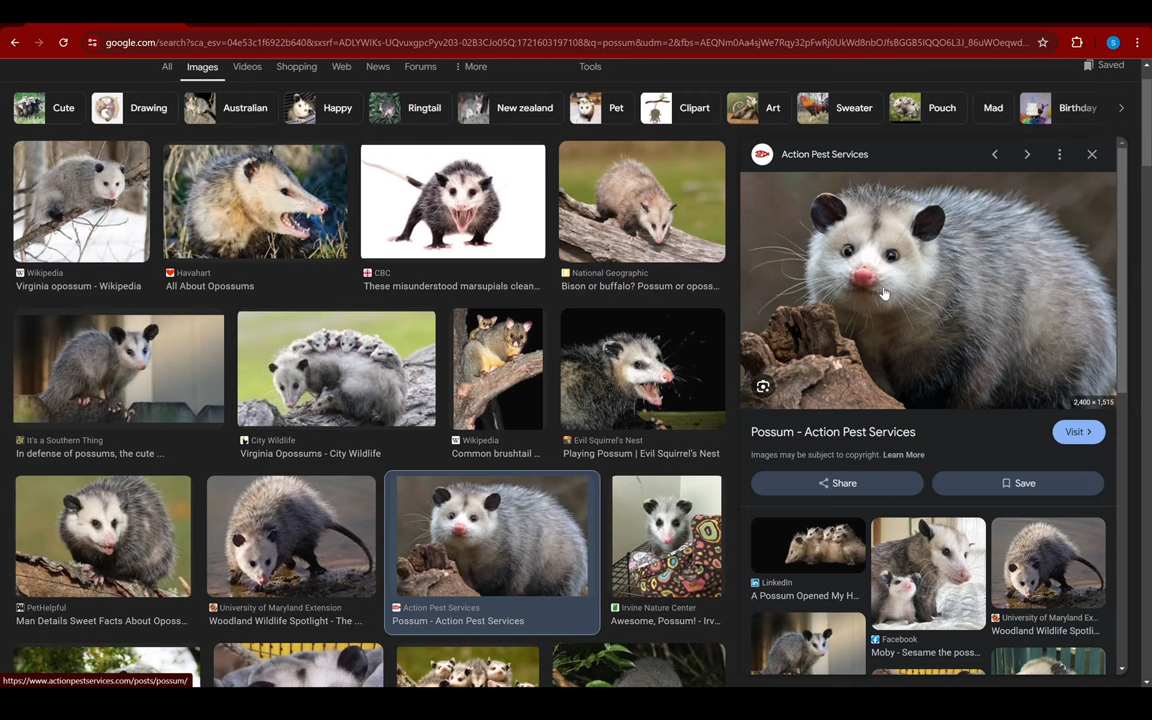 google.com/search?sca_esv=04e53c1f6922b640&sxsrf=ADLYWIKs-UQvuxgpcPyv203-02B3CJo05Q:1721603197108&q=possum&udm=2&fbs=AEQNm0Aa4sjWe7Rqy32pFwRj0UkWd8nbOJfsBGGB5IQQO6L3J_86uWOeqwd...
S
All Images Videos Shopping Web News Forums More Tools Saved
Cute Drawing Australian Happy Ringtail New zealand Pet Clipart Art Sweater Pouch Mad Birthday
Action Pest Services
Wikipedia
Virginia opossum - Wikipedia
Havahart
All About Opossums
CBC
These misunderstood marsupials clean...
National Geographic
Bison or buffalo? Possum or oposs...
2,400 × 1,515
Possum - Action Pest Services
Visit
Images may be subject to copyright. Learn More
Share Save
It's a Southern Thing
In defense of possums, the cute ...
City Wildlife
Virginia Opossums - City Wildlife
Wikipedia
Common brushtail ...
Evil Squirrel's Nest
Playing Possum | Evil Squirrel's Nest
PetHelpful
Man Details Sweet Facts About Oposs...
University of Maryland Extension
Woodland Wildlife Spotlight - The ...
Action Pest Services
Possum - Action Pest Services
Irvine Nature Center
Awesome, Possum! - Irv...
LinkedIn
A Possum Opened My H...
Facebook
Moby - Sesame the poss...
University of Maryland Ex...
Woodland Wildlife Spotli...
https://www.actionpestservices.com/posts/possum/